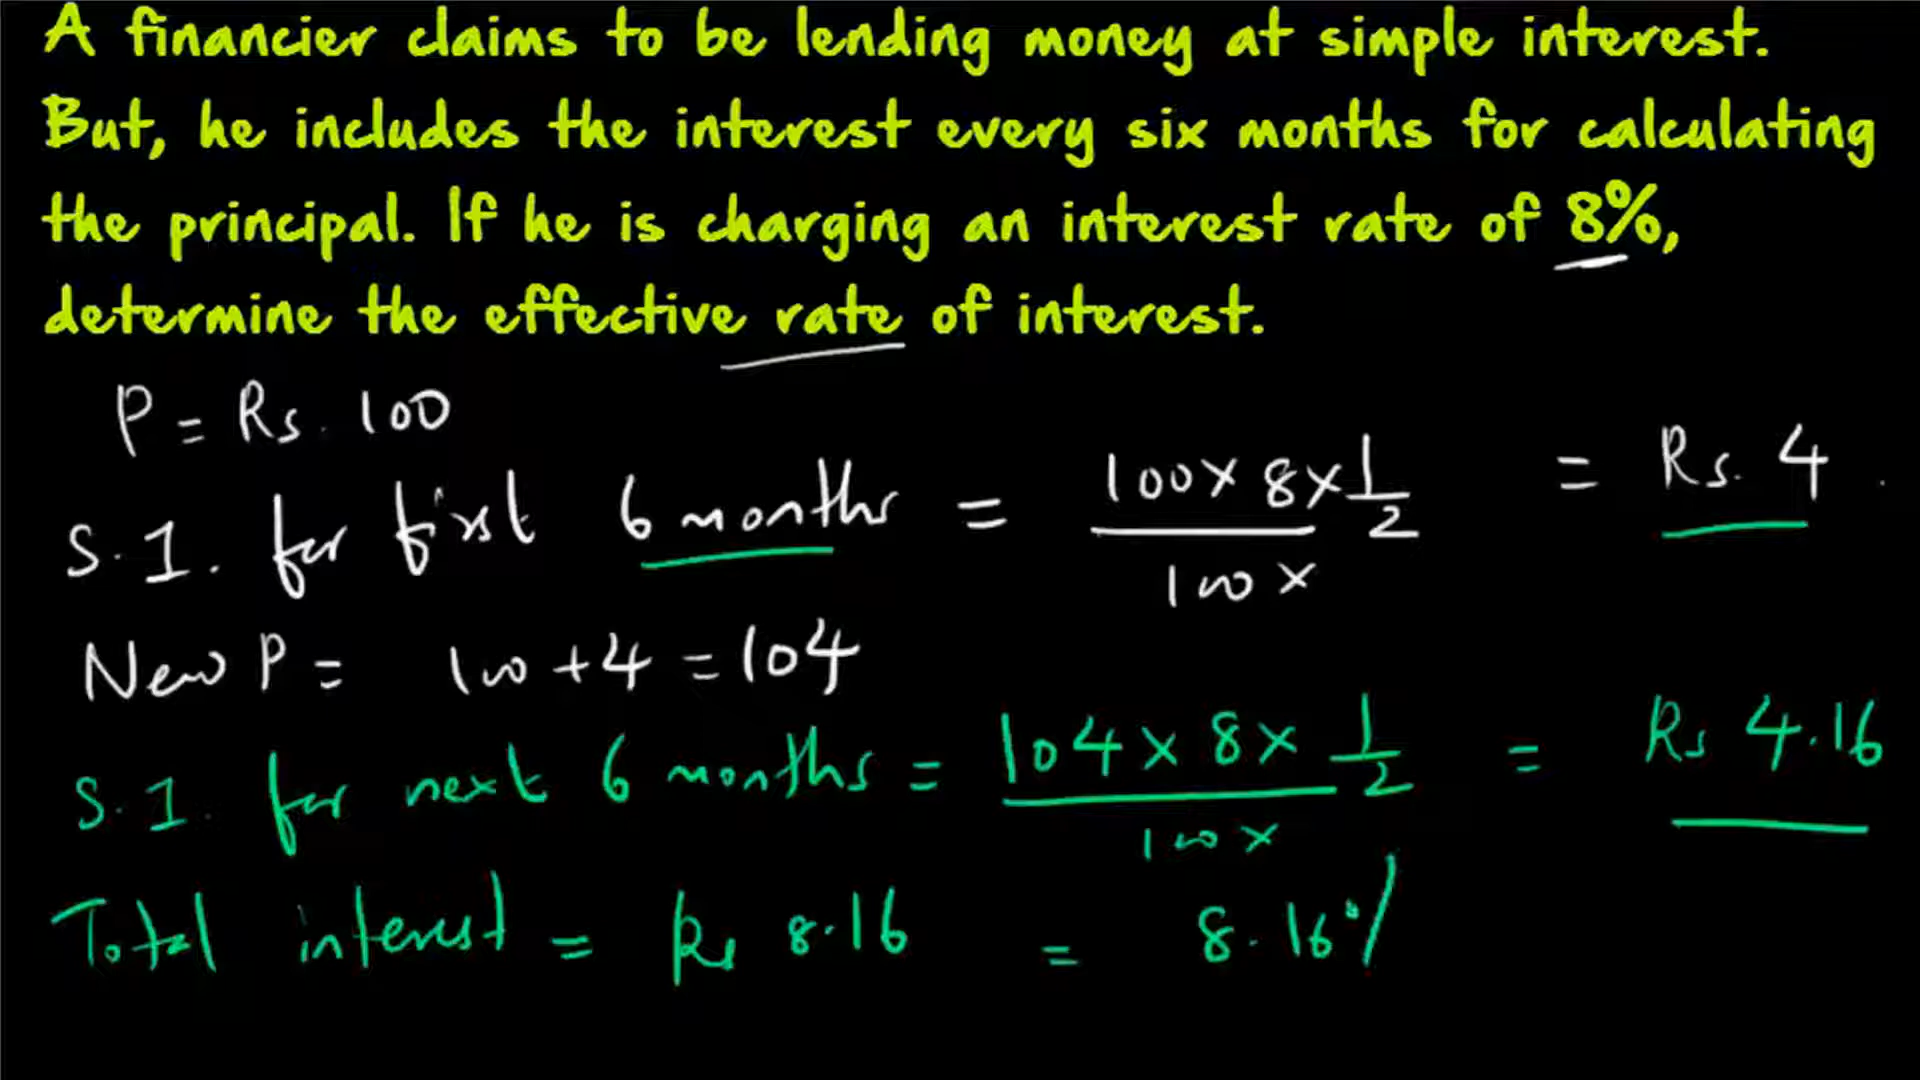 A financier claims to be lending money at simple interest.
But, he includes the interest every six months for calculating
the principal. If he is charging an interest rate of 8%,
determine the effective rate of interest.
P = Rs. 100
S.I. for first 6 months = 100 x 8 x 1/2 / 100 x = Rs. 4.
New P = 100 + 4 = 104
S.I. for next 6 months = 104 x 8 x 1/2 / 100 x = Rs 4.16
Total interest = Rs 8.16 = 8.16%